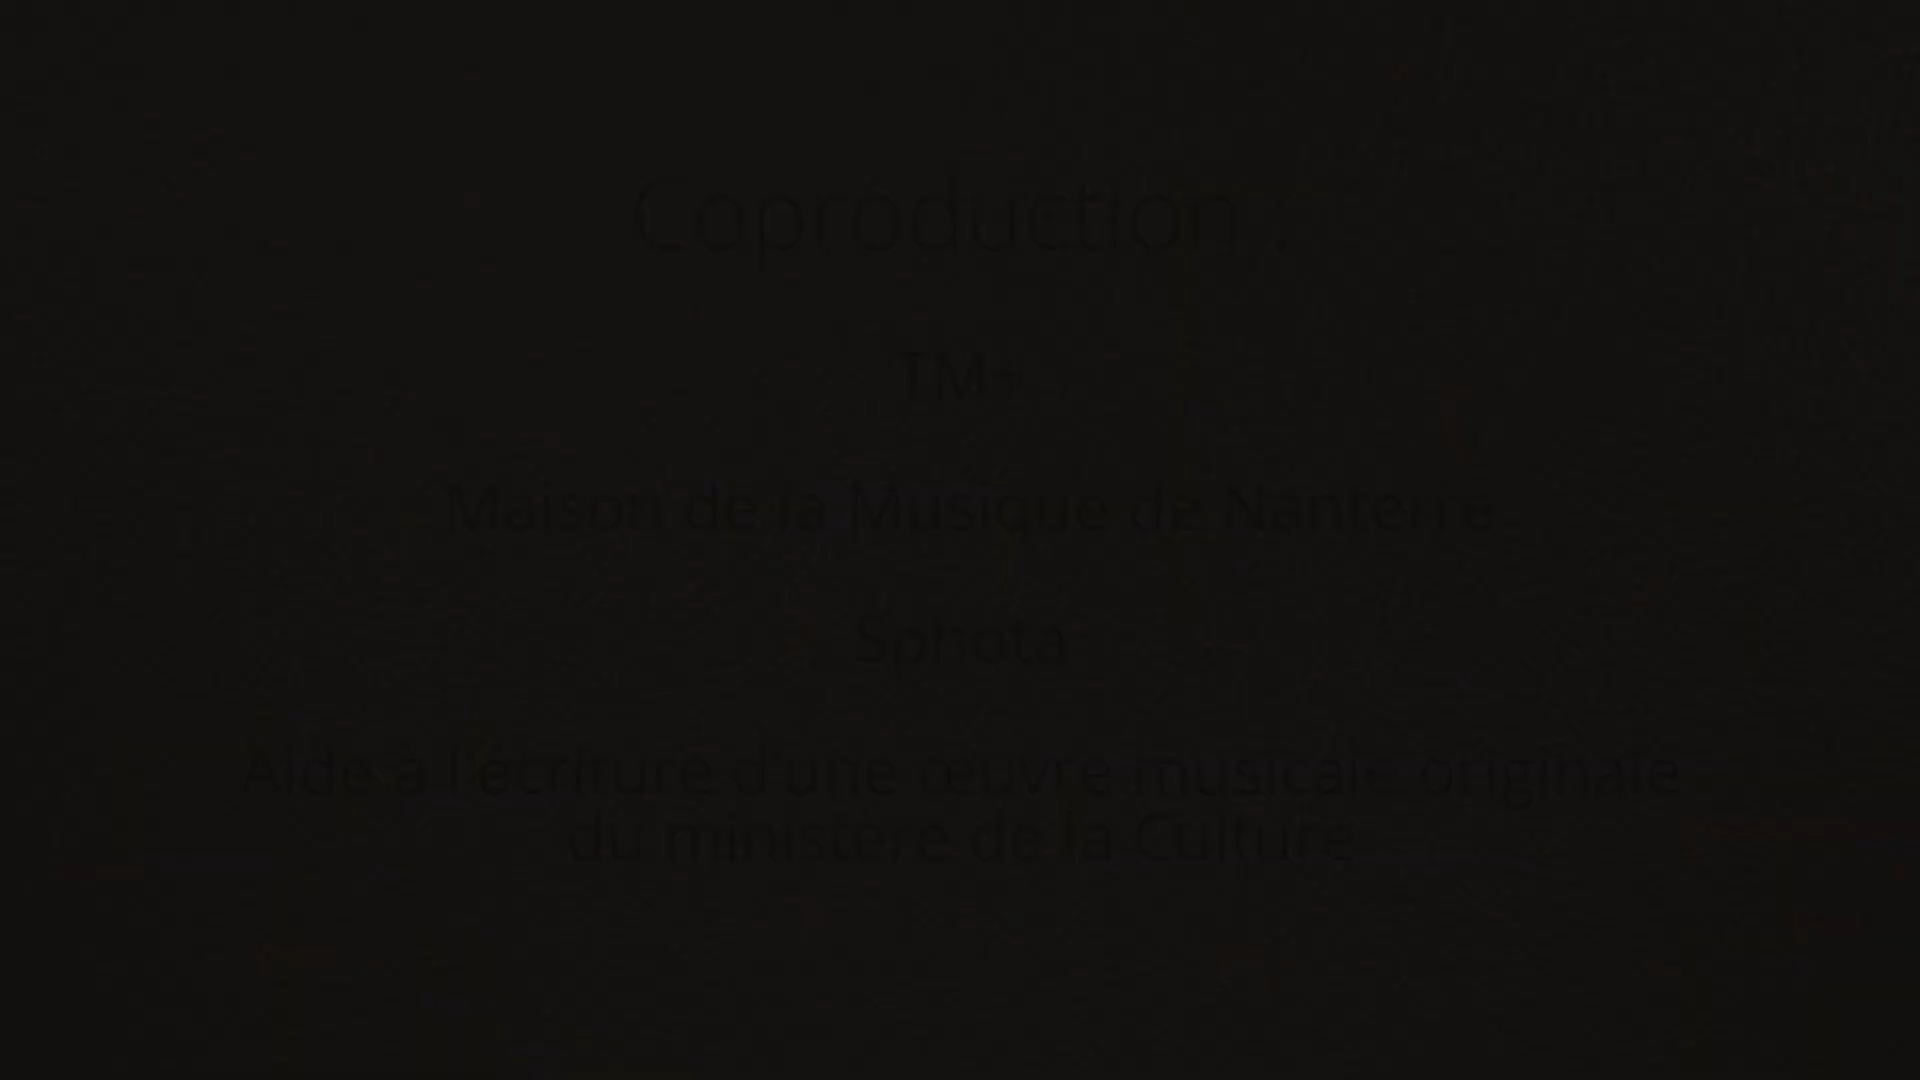 Coproduction :
TM+
Maison de la Musique de Nanterre
Sphota
Aide à l'écriture d'une œuvre musicale originale
du ministère de la Culture